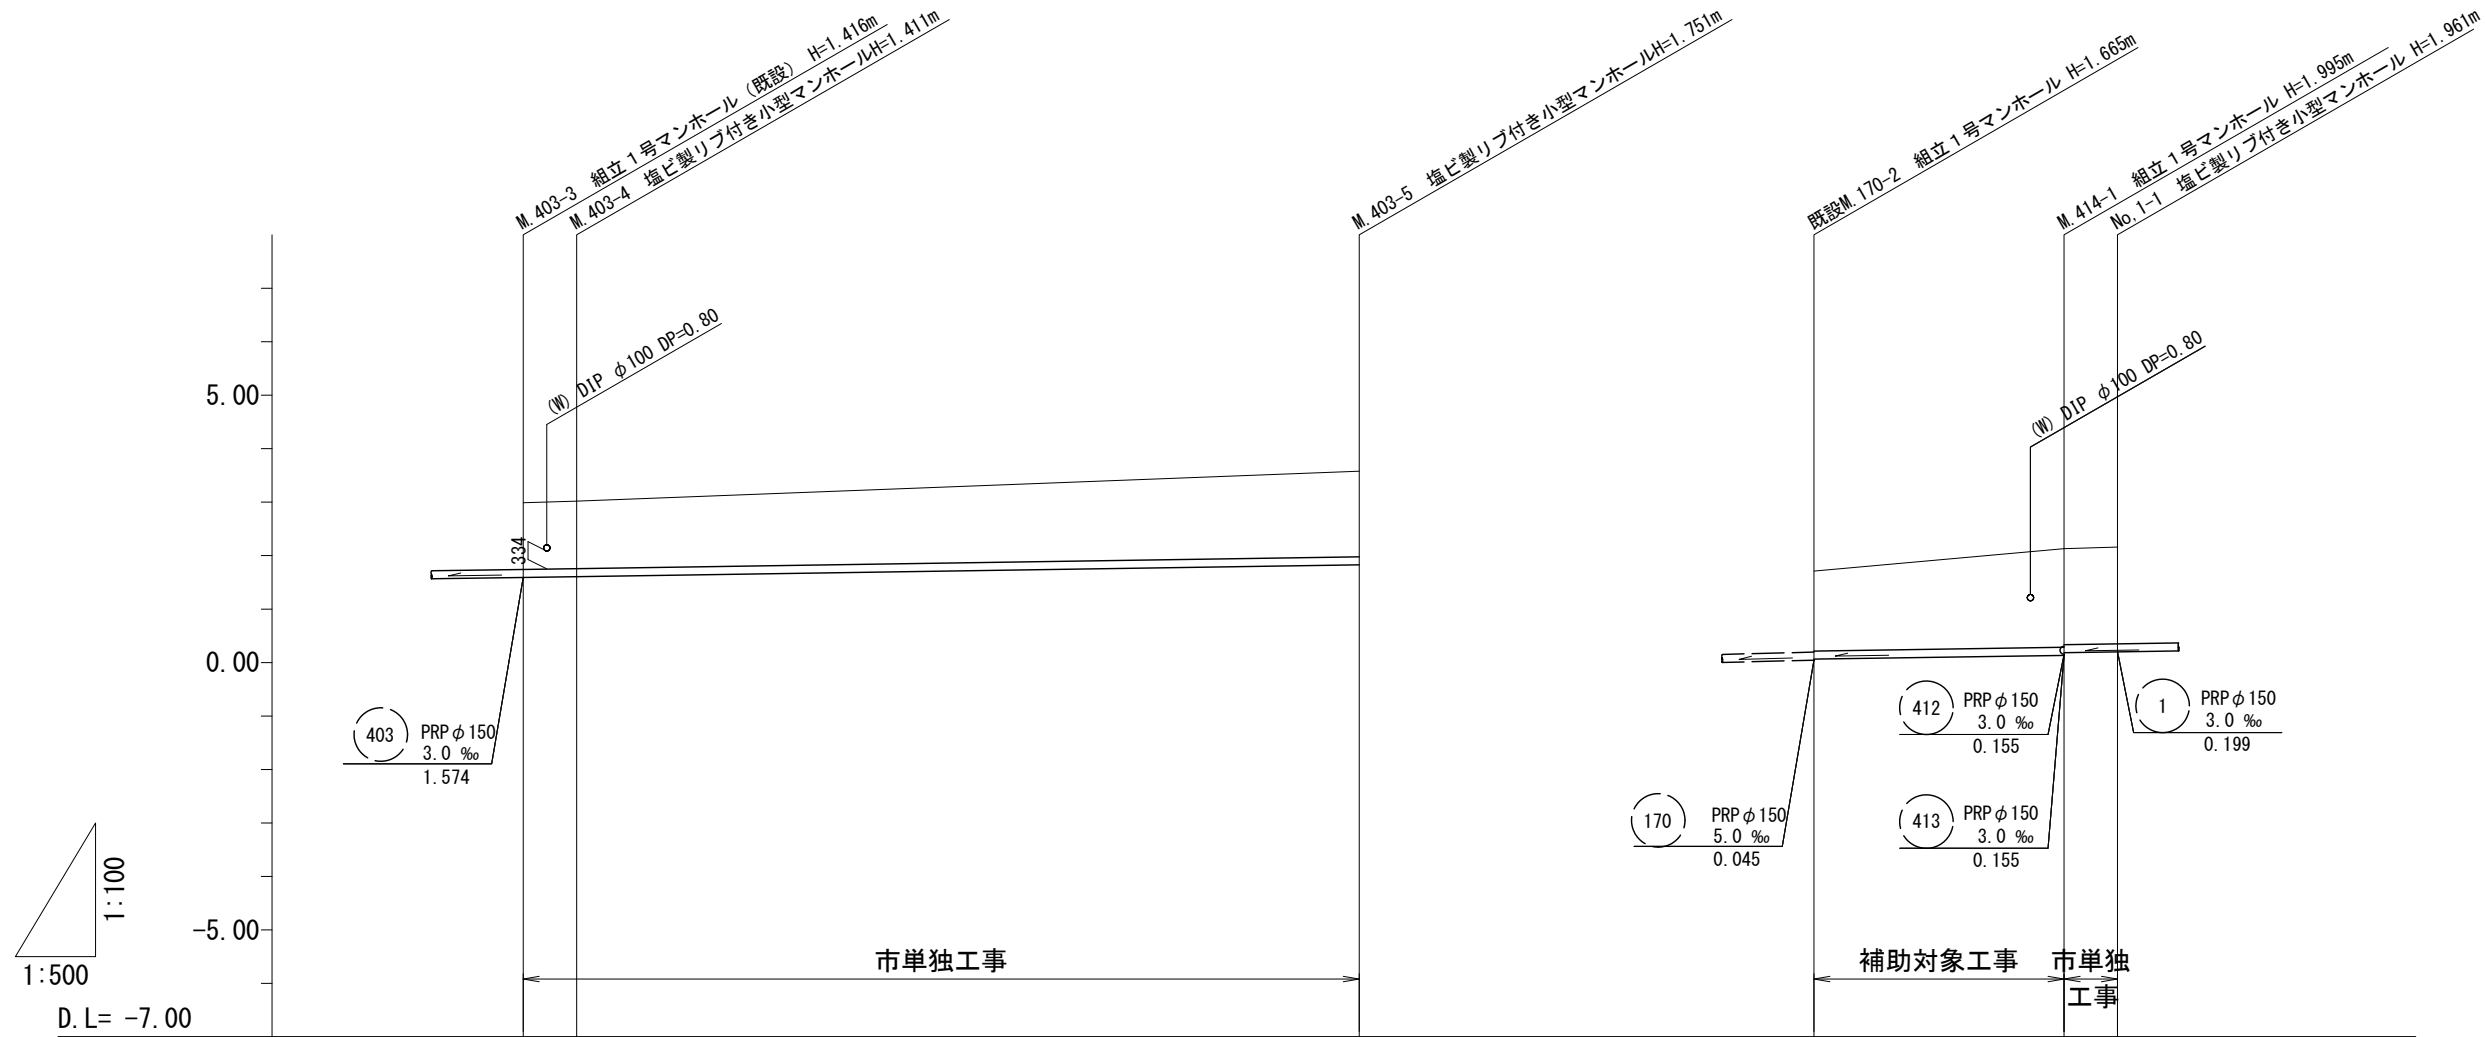 M.403-3　組立１号マンホール（既設）　H=1.416m
M.403-4　塩ビ製リブ付き小型マンホールH=1.411m
M.403-5　塩ビ製リブ付き小型マンホールH=1.751m
既設M.170-2　組立１号マンホール H=1.665m
M.414-1　組立１号マンホール H=1.995m
No,1-1　塩ビ製リブ付き小型マンホール H=1.961m
(W) DIP φ100 DP=0.80
(W) DIP φ100 DP=0.80
5.00
334
0.00
403 PRPφ150
3.0 ‰
1.574
412 PRPφ150
3.0 ‰
0.155
1 PRPφ150
3.0 ‰
0.199
170 PRPφ150
5.0 ‰
0.045
413 PRPφ150
3.0 ‰
0.155
1:100
1:500
-5.00
市単独工事
補助対象工事
市単独
工事
D.L= -7.00